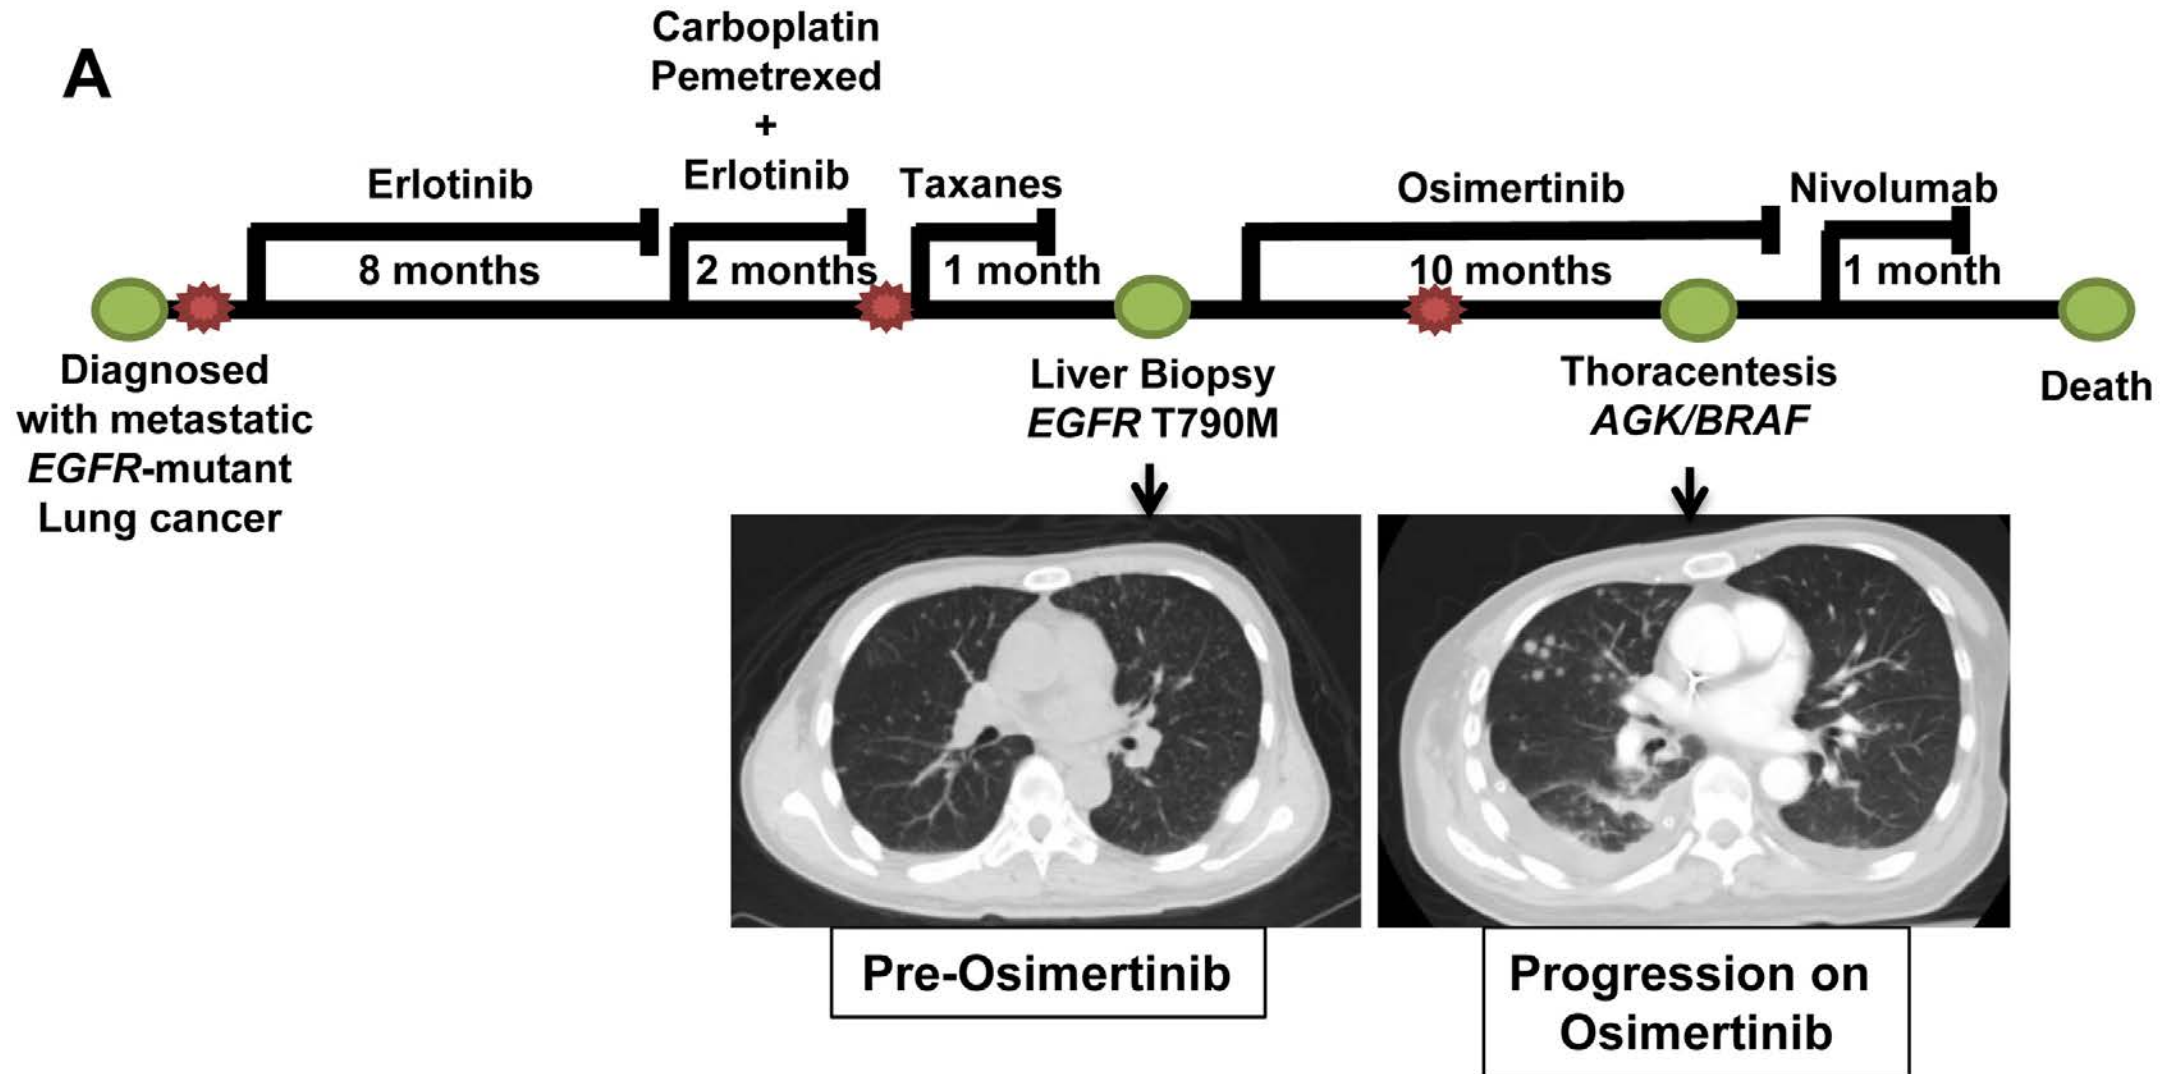 A
Carboplatin
Pemetrexed
+
Erlotinib
Erlotinib
Taxanes
Osimertinib
Nivolumab
8 months
2 months
1 month
10 months
1 month
Diagnosed
with metastatic
EGFR-mutant
Lung cancer
Liver Biopsy
EGFR T790M
Thoracentesis
AGK/BRAF
Death
Pre-Osimertinib
Progression on
Osimertinib